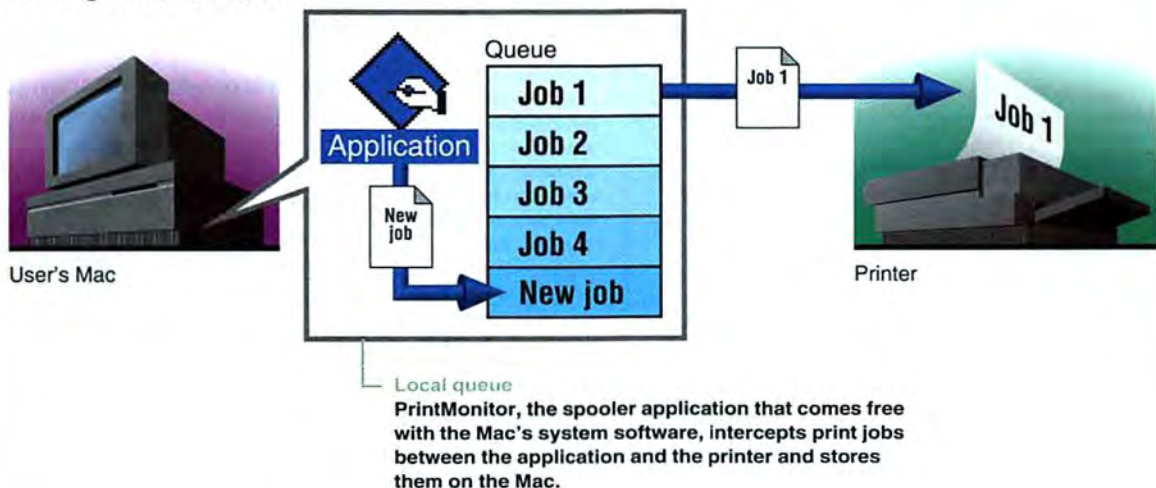 Queue
Job 1
Job 2
Job 3
Job 4
New job
Application
New
job
Job 1
Job 1
User's Mac
Printer
Local queue
PrintMonitor, the spooler application that comes free
with the Mac's system software, intercepts print jobs
between the application and the printer and stores
them on the Mac.